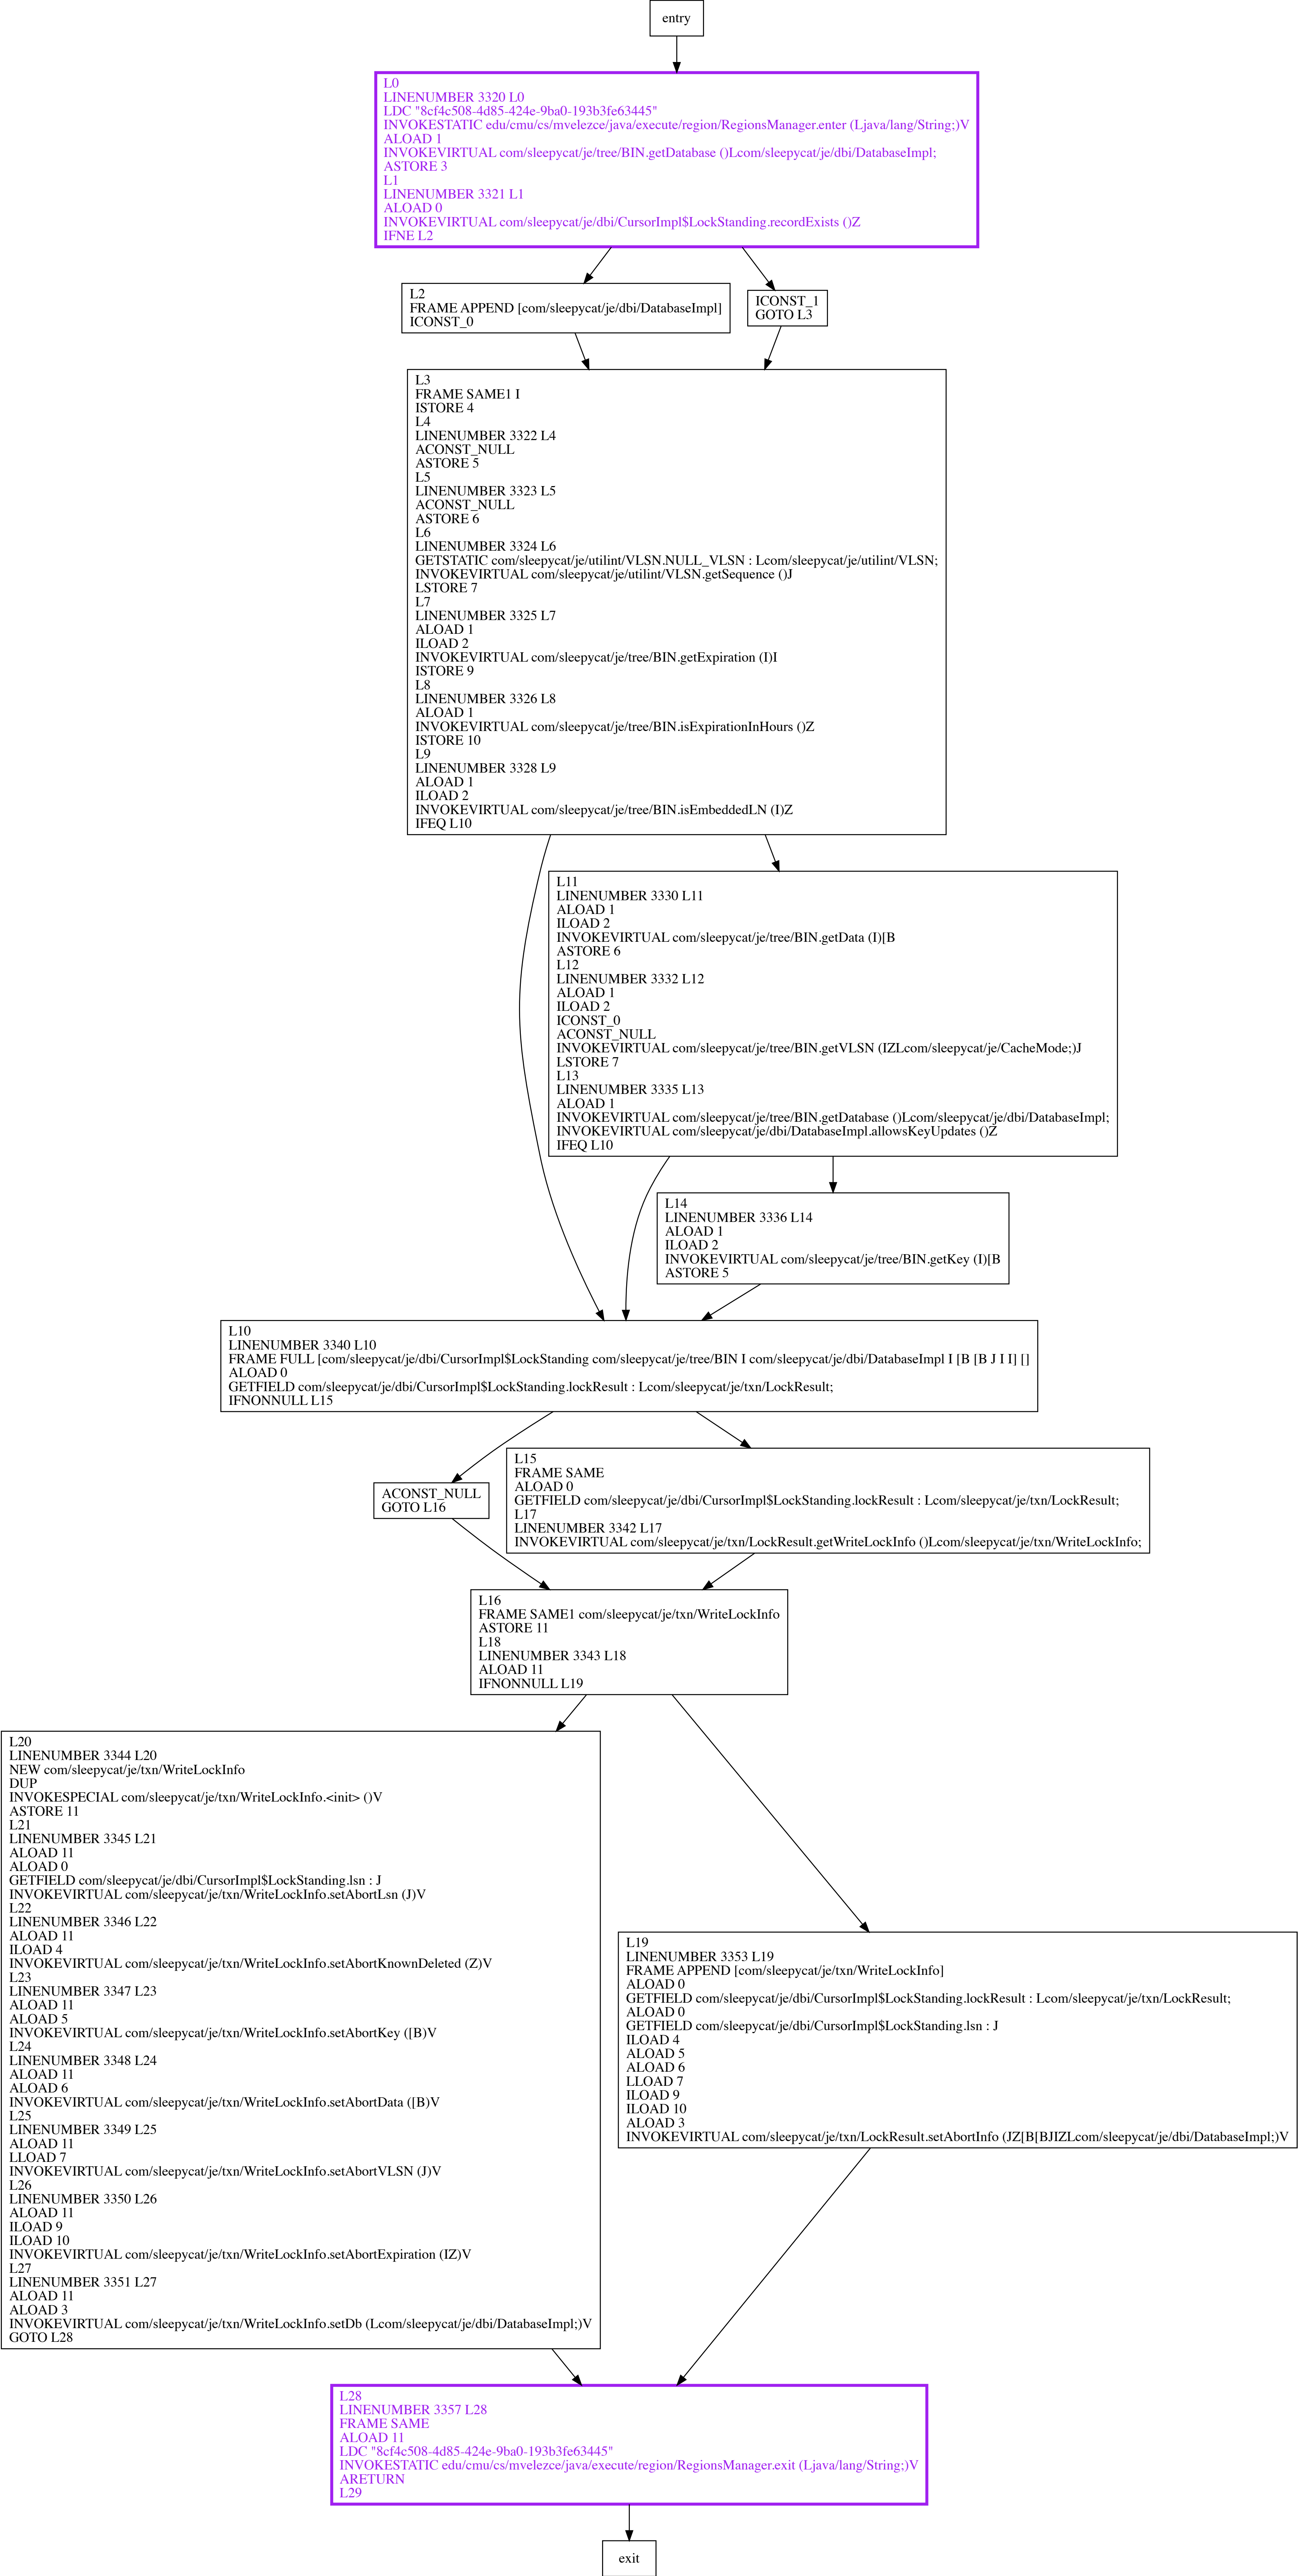 entry
L0
LINENUMBER 3320 L0
LDC "8cf4c508-4d85-424e-9ba0-193b3fe63445"
INVOKESTATIC edu/cmu/cs/mvelezce/java/execute/region/RegionsManager.enter (Ljava/lang/String;)V
ALOAD 1
INVOKEVIRTUAL com/sleepycat/je/tree/BIN.getDatabase ()Lcom/sleepycat/je/dbi/DatabaseImpl;
ASTORE 3
L1
LINENUMBER 3321 L1
ALOAD 0
INVOKEVIRTUAL com/sleepycat/je/dbi/CursorImpl$LockStanding.recordExists ()Z
IFNE L2
L2
FRAME APPEND [com/sleepycat/je/dbi/DatabaseImpl]
ICONST_0
ICONST_1
GOTO L3
L3
FRAME SAME1 I
ISTORE 4
L4
LINENUMBER 3322 L4
ACONST_NULL
ASTORE 5
L5
LINENUMBER 3323 L5
ACONST_NULL
ASTORE 6
L6
LINENUMBER 3324 L6
GETSTATIC com/sleepycat/je/utilint/VLSN.NULL_VLSN : Lcom/sleepycat/je/utilint/VLSN;
INVOKEVIRTUAL com/sleepycat/je/utilint/VLSN.getSequence ()J
LSTORE 7
L7
LINENUMBER 3325 L7
ALOAD 1
ILOAD 2
INVOKEVIRTUAL com/sleepycat/je/tree/BIN.getExpiration (I)I
ISTORE 9
L8
LINENUMBER 3326 L8
ALOAD 1
INVOKEVIRTUAL com/sleepycat/je/tree/BIN.isExpirationInHours ()Z
ISTORE 10
L9
LINENUMBER 3328 L9
ALOAD 1
ILOAD 2
INVOKEVIRTUAL com/sleepycat/je/tree/BIN.isEmbeddedLN (I)Z
IFEQ L10
L11
LINENUMBER 3330 L11
ALOAD 1
ILOAD 2
INVOKEVIRTUAL com/sleepycat/je/tree/BIN.getData (I)[B
ASTORE 6
L12
LINENUMBER 3332 L12
ALOAD 1
ILOAD 2
ICONST_0
ACONST_NULL
INVOKEVIRTUAL com/sleepycat/je/tree/BIN.getVLSN (IZLcom/sleepycat/je/CacheMode;)J
LSTORE 7
L13
LINENUMBER 3335 L13
ALOAD 1
INVOKEVIRTUAL com/sleepycat/je/tree/BIN.getDatabase ()Lcom/sleepycat/je/dbi/DatabaseImpl;
INVOKEVIRTUAL com/sleepycat/je/dbi/DatabaseImpl.allowsKeyUpdates ()Z
IFEQ L10
L14
LINENUMBER 3336 L14
ALOAD 1
ILOAD 2
INVOKEVIRTUAL com/sleepycat/je/tree/BIN.getKey (I)[B
ASTORE 5
L10
LINENUMBER 3340 L10
FRAME FULL [com/sleepycat/je/dbi/CursorImpl$LockStanding com/sleepycat/je/tree/BIN I com/sleepycat/je/dbi/DatabaseImpl I [B [B J I I] []
ALOAD 0
GETFIELD com/sleepycat/je/dbi/CursorImpl$LockStanding.lockResult : Lcom/sleepycat/je/txn/LockResult;
IFNONNULL L15
ACONST_NULL
GOTO L16
L15
FRAME SAME
ALOAD 0
GETFIELD com/sleepycat/je/dbi/CursorImpl$LockStanding.lockResult : Lcom/sleepycat/je/txn/LockResult;
L17
LINENUMBER 3342 L17
INVOKEVIRTUAL com/sleepycat/je/txn/LockResult.getWriteLockInfo ()Lcom/sleepycat/je/txn/WriteLockInfo;
L16
FRAME SAME1 com/sleepycat/je/txn/WriteLockInfo
ASTORE 11
L18
LINENUMBER 3343 L18
ALOAD 11
IFNONNULL L19
L20
LINENUMBER 3344 L20
NEW com/sleepycat/je/txn/WriteLockInfo
DUP
INVOKESPECIAL com/sleepycat/je/txn/WriteLockInfo.<init> ()V
ASTORE 11
L21
LINENUMBER 3345 L21
ALOAD 11
ALOAD 0
GETFIELD com/sleepycat/je/dbi/CursorImpl$LockStanding.lsn : J
INVOKEVIRTUAL com/sleepycat/je/txn/WriteLockInfo.setAbortLsn (J)V
L22
LINENUMBER 3346 L22
ALOAD 11
ILOAD 4
INVOKEVIRTUAL com/sleepycat/je/txn/WriteLockInfo.setAbortKnownDeleted (Z)V
L23
LINENUMBER 3347 L23
ALOAD 11
ALOAD 5
INVOKEVIRTUAL com/sleepycat/je/txn/WriteLockInfo.setAbortKey ([B)V
L24
LINENUMBER 3348 L24
ALOAD 11
ALOAD 6
INVOKEVIRTUAL com/sleepycat/je/txn/WriteLockInfo.setAbortData ([B)V
L25
LINENUMBER 3349 L25
ALOAD 11
LLOAD 7
INVOKEVIRTUAL com/sleepycat/je/txn/WriteLockInfo.setAbortVLSN (J)V
L26
LINENUMBER 3350 L26
ALOAD 11
ILOAD 9
ILOAD 10
INVOKEVIRTUAL com/sleepycat/je/txn/WriteLockInfo.setAbortExpiration (IZ)V
L27
LINENUMBER 3351 L27
ALOAD 11
ALOAD 3
INVOKEVIRTUAL com/sleepycat/je/txn/WriteLockInfo.setDb (Lcom/sleepycat/je/dbi/DatabaseImpl;)V
GOTO L28
L19
LINENUMBER 3353 L19
FRAME APPEND [com/sleepycat/je/txn/WriteLockInfo]
ALOAD 0
GETFIELD com/sleepycat/je/dbi/CursorImpl$LockStanding.lockResult : Lcom/sleepycat/je/txn/LockResult;
ALOAD 0
GETFIELD com/sleepycat/je/dbi/CursorImpl$LockStanding.lsn : J
ILOAD 4
ALOAD 5
ALOAD 6
LLOAD 7
ILOAD 9
ILOAD 10
ALOAD 3
INVOKEVIRTUAL com/sleepycat/je/txn/LockResult.setAbortInfo (JZ[B[BJIZLcom/sleepycat/je/dbi/DatabaseImpl;)V
L28
LINENUMBER 3357 L28
FRAME SAME
ALOAD 11
LDC "8cf4c508-4d85-424e-9ba0-193b3fe63445"
INVOKESTATIC edu/cmu/cs/mvelezce/java/execute/region/RegionsManager.exit (Ljava/lang/String;)V
ARETURN
L29
exit